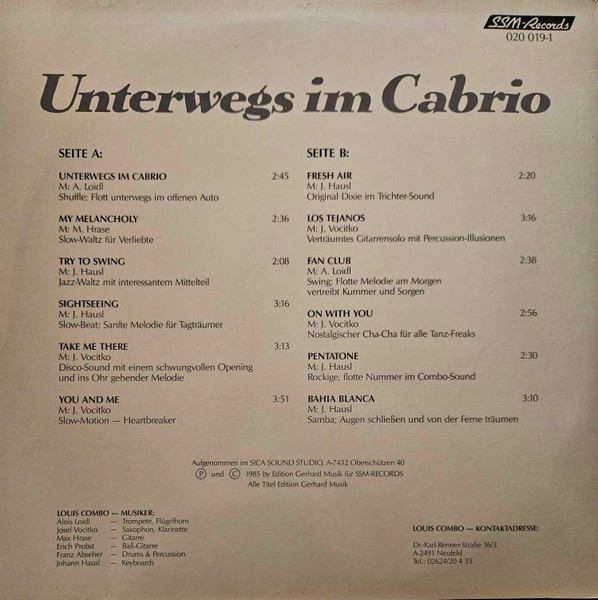 SSM-Records
020 019-1
Unterwegs im Cabrio
SEITE A:
UNTERWEGS IM CABRIO 2:45
M: A. Loidl
Shuffle; Flott unterwegs im offenen Auto
MY MELANCHOLY 2:36
M: M. Hrase
Slow-Waltz für Verliebte
TRY TO SWING 2:08
M: J. Hausl
Jazz-Waltz mit interessantem Mittelteil
SIGHTSEEING 3:16
M: J. Hausl
Slow-Beat; Sanfte Melodie für Tagträumer
TAKE ME THERE 3:13
M: J. Vocitko
Disco-Sound mit einem schwungvollen Opening
und ins Ohr gehender Melodie
YOU AND ME 3:51
M: J. Vocitko
Slow-Motion — Heartbreaker
SEITE B:
FRESH AIR 2:20
M: J. Hausl
Original Dixie im Trichter-Sound
LOS TEJANOS 3:16
M: J. Vocitko
Verträumtes Gitarrensolo mit Percussion-Illusionen
FAN CLUB 2:38
M: A. Loidl
Swing; Flotte Melodie am Morgen
vertreibt Kummer und Sorgen
ON WITH YOU 2:56
M: J. Vocitko
Nostalgischer Cha-Cha für alle Tanz-Freaks
PENTATONE 2:30
M: J. Hausl
Rockige, flotte Nummer im Combo-Sound
BAHIA BLANCA 3:10
M: J. Hausl
Samba; Augen schließen und von der Ferne träumen
Aufgenommen im SICA SOUND STUDIO, A-7432 Oberschützen 40
Ⓟ und Ⓒ 1985 by Edition Gerhard Musik für SSM-RECORDS
Alle Titel Edition Gerhard Musik
LOUIS COMBO — MUSIKER:
Alois Loidl — Trompete, Flügelhorn
Josef Vocitko — Saxophon, Klarinette
Max Hrase — Gitarre
Erich Probst — Baß-Gitarre
Franz Abseher — Drums & Percussion
Johann Hausl — Keyboards
LOUIS COMBO — KONTAKTADRESSE:
Dr.-Karl-Renner-Straße 36/3
A-2491 Neufeld
Tel.: 02624/20 4 33